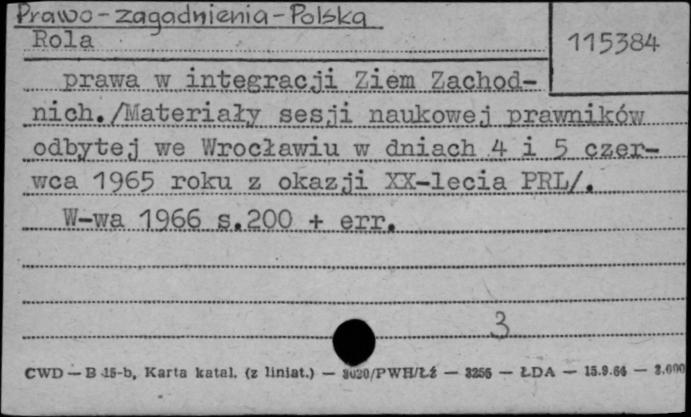 Prawo - zagadnienia - Polska
Rola
115384
prawa w integracji Ziem Zachod-
nich./Materiały sesji naukowej prawników
odbytej we Wrocławiu w dniach 4 i 5 czer-
wca 1965 roku z okazji XX-lecia PRL/.
W-wa 1966 s.200 + err.
3
CWD — B 15-b, Karta katal. (z liniat.) — 3020/PWH/Łź — 3256 — ŁDA — 15.9.64 — 3.000